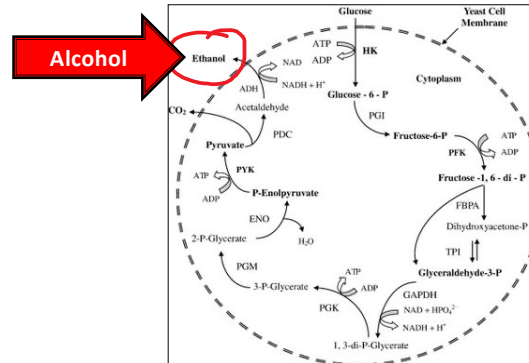 Alcohol
Glucose
Yeast Cell
Membrane
Ethanol
NAD
ATP
ADP
HK
ADH
NADH + H⁺
Cytoplasm
Acetaldehyde
Glucose - 6 - P
CO₂
PDC
PGI
Pyruvate
Fructose-6-P
ATP
ADP
PFK
ATP
ADP
PYK
P-Enolpyruvate
Fructose -1, 6 - di - P
FBPA
ENO
2-P-Glycerate
H₂O
Dihydroxyacetone-P
TPI
PGM
Glyceraldehyde-3-P
3-P-Glycerate
ATP
ADP
PGK
GAPDH
NAD + HPO₄²⁻
NADH + H⁺
1, 3-di-P-Glycerate